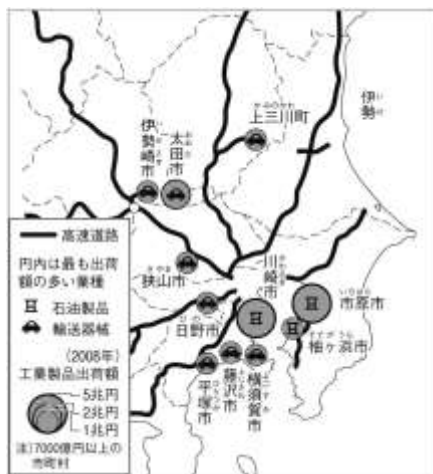 上三川町
伊勢
伊勢崎市
太田市
高速道路
円内は最も出荷
額の多い業種
石油製品
輸送器械
(2008年)
工業製品出荷額
5兆円
2兆円
1兆円
注)7000億円以上の
市町村
狭山市
日野市
川崎市
市原市
袖ヶ浜市
平塚市
藤沢市
横須賀市